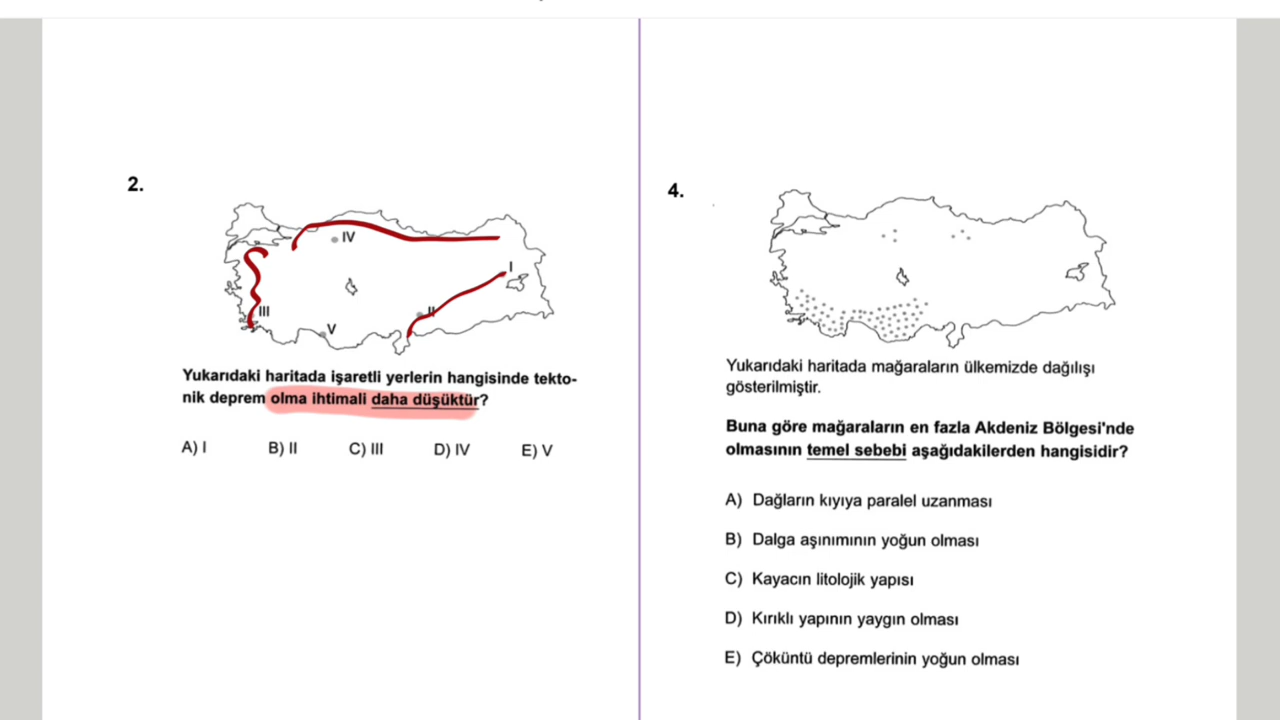 2.
IV
I
II
III
V
Yukarıdaki haritada işaretli yerlerin hangisinde tekto-
nik deprem olma ihtimali daha düşüktür?
A) I B) II C) III D) IV E) V
4.
Yukarıdaki haritada mağaraların ülkemizde dağılışı
gösterilmiştir.
Buna göre mağaraların en fazla Akdeniz Bölgesi'nde
olmasının temel sebebi aşağıdakilerden hangisidir?
A) Dağların kıyıya paralel uzanması
B) Dalga aşınımının yoğun olması
C) Kayacın litolojik yapısı
D) Kırıklı yapının yaygın olması
E) Çöküntü depremlerinin yoğun olması